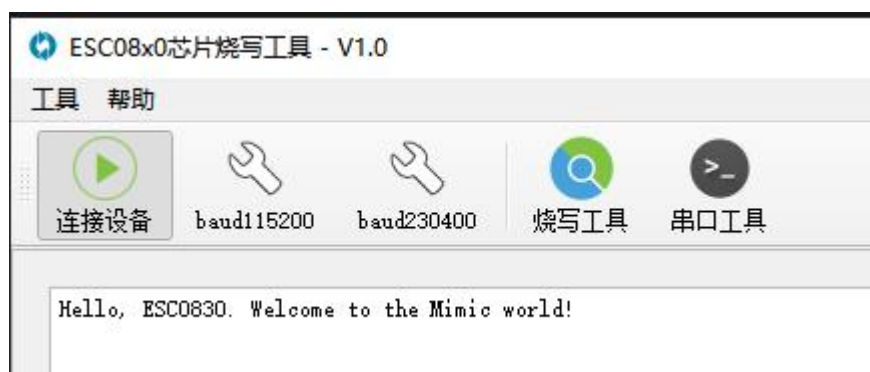 ESC08x0芯片烧写工具 - V1.0
工具 帮助
连接设备 baud115200 baud230400 烧写工具 串口工具
Hello, ESC0830. Welcome to the Mimic world!